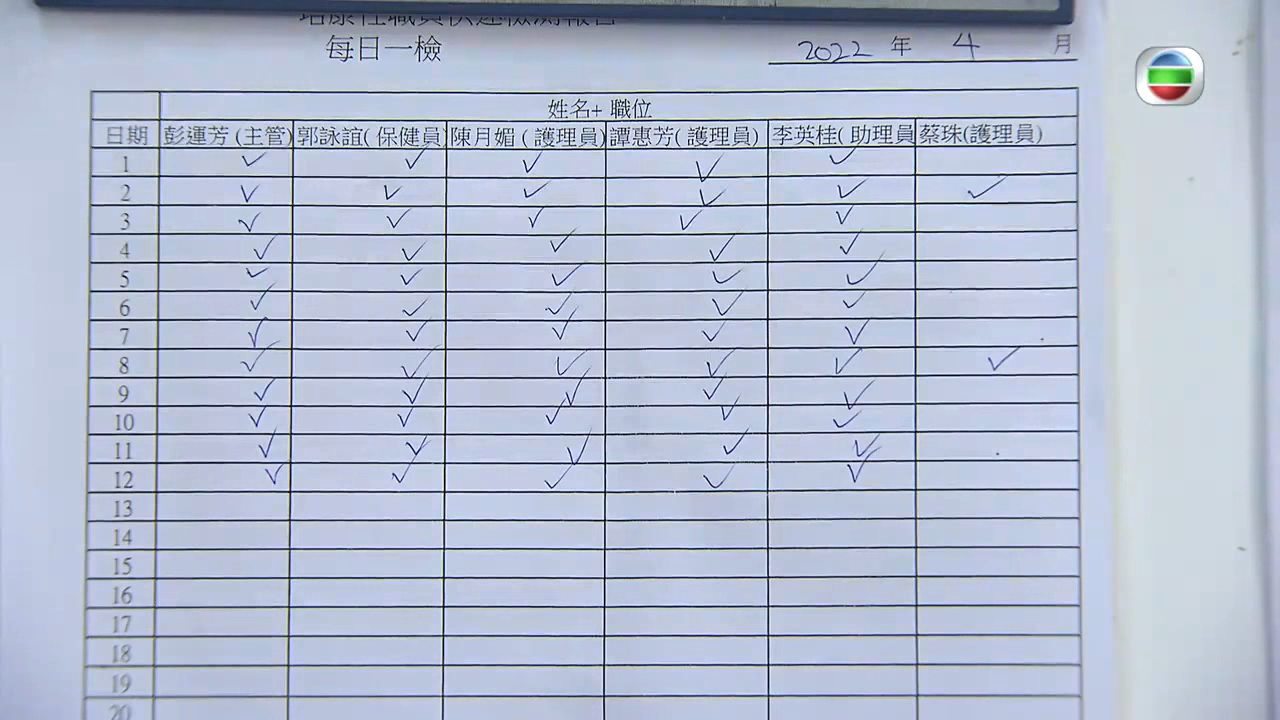 每日一檢
2022 年 4 月
姓名+ 職位
日期 彭運芳(主管) 郭詠誼( 保健員) 陳月媚( 護理員) 譚惠芳( 護理員) 李英桂( 助理員 蔡珠(護理員)
1 ✓ ✓ ✓ ✓ ✓
2 ✓ ✓ ✓ ✓ ✓ ✓
3 ✓ ✓ ✓ ✓ ✓
4 ✓ ✓ ✓ ✓ ✓
5 ✓ ✓ ✓ ✓ ✓
6 ✓ ✓ ✓ ✓ ✓
7 ✓ ✓ ✓ ✓ ✓
8 ✓ ✓ ✓ ✓ ✓ ✓
9 ✓ ✓ ✓ ✓ ✓
10 ✓ ✓ ✓ ✓ ✓
11 ✓ ✓ ✓ ✓ ✓
12 ✓ ✓ ✓ ✓ ✓
13
14
15
16
17
18
19
20